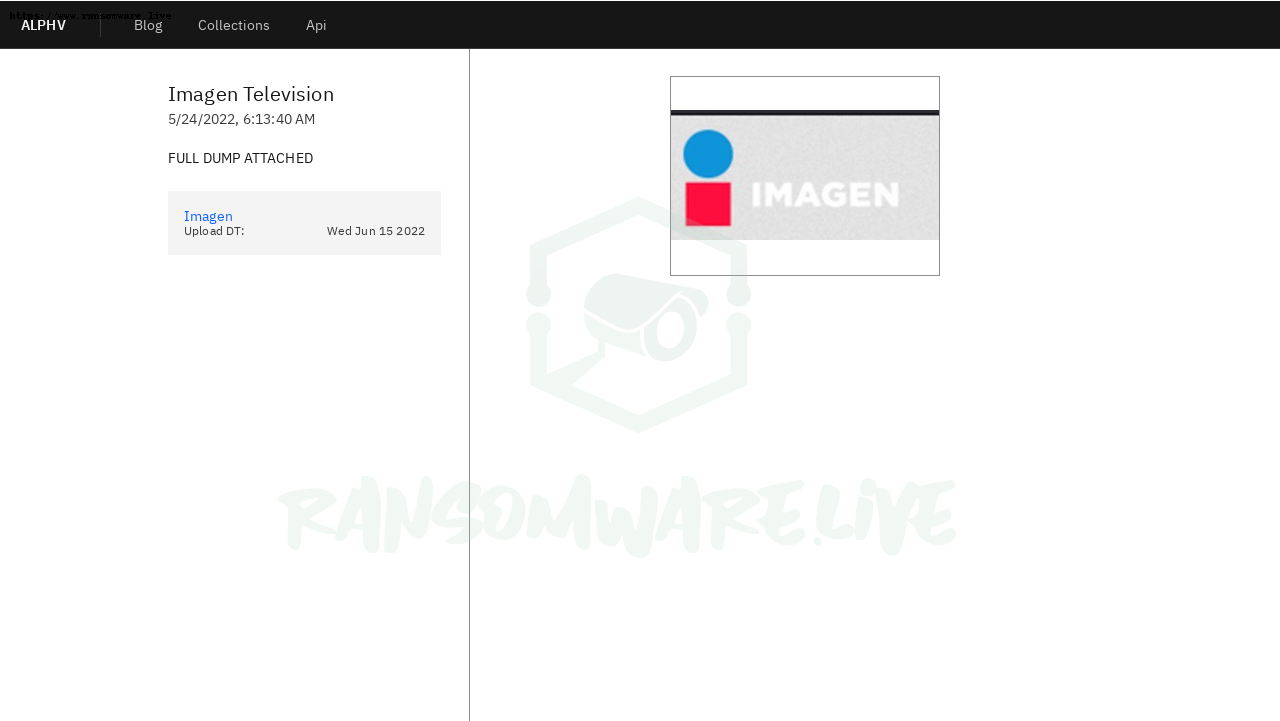 https://www.ransomware.live
ALPHV Blog Collections Api
Imagen Television
5/24/2022, 6:13:40 AM
FULL DUMP ATTACHED
Imagen
Upload DT: Wed Jun 15 2022
IMAGEN
RANSOMWARE.LIVE